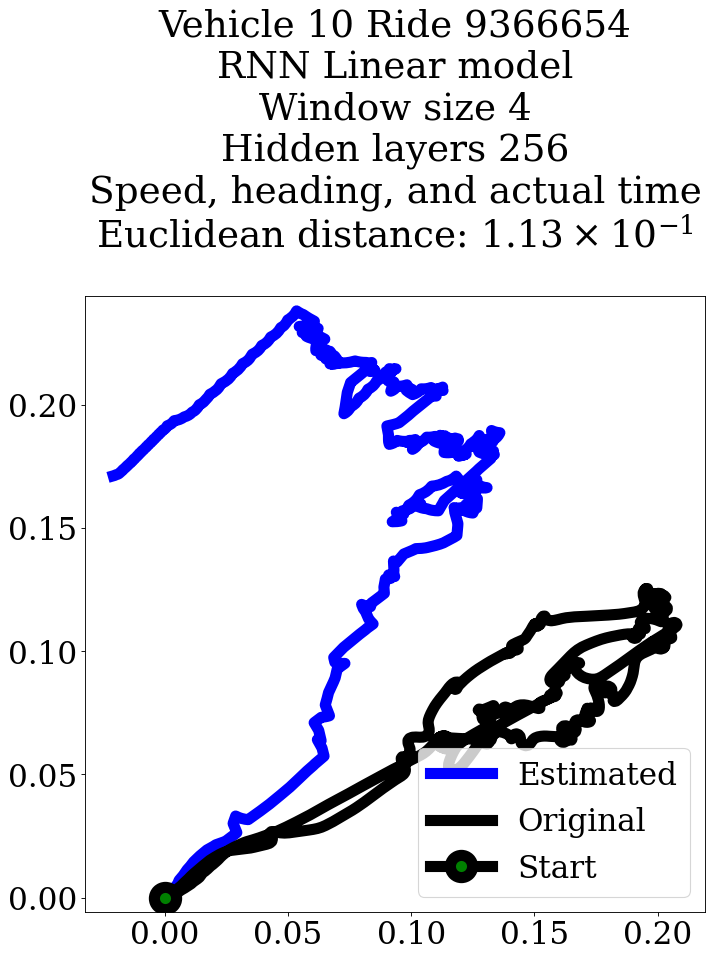 Vehicle 10 Ride 9366654
RNN Linear model
Window size 4
Hidden layers 256
Speed, heading, and actual time
Euclidean distance: 1.13 × 10⁻¹
0.20
0.15
0.10
0.05
0.00
Estimated
Original
Start
0.00 0.05 0.10 0.15 0.20